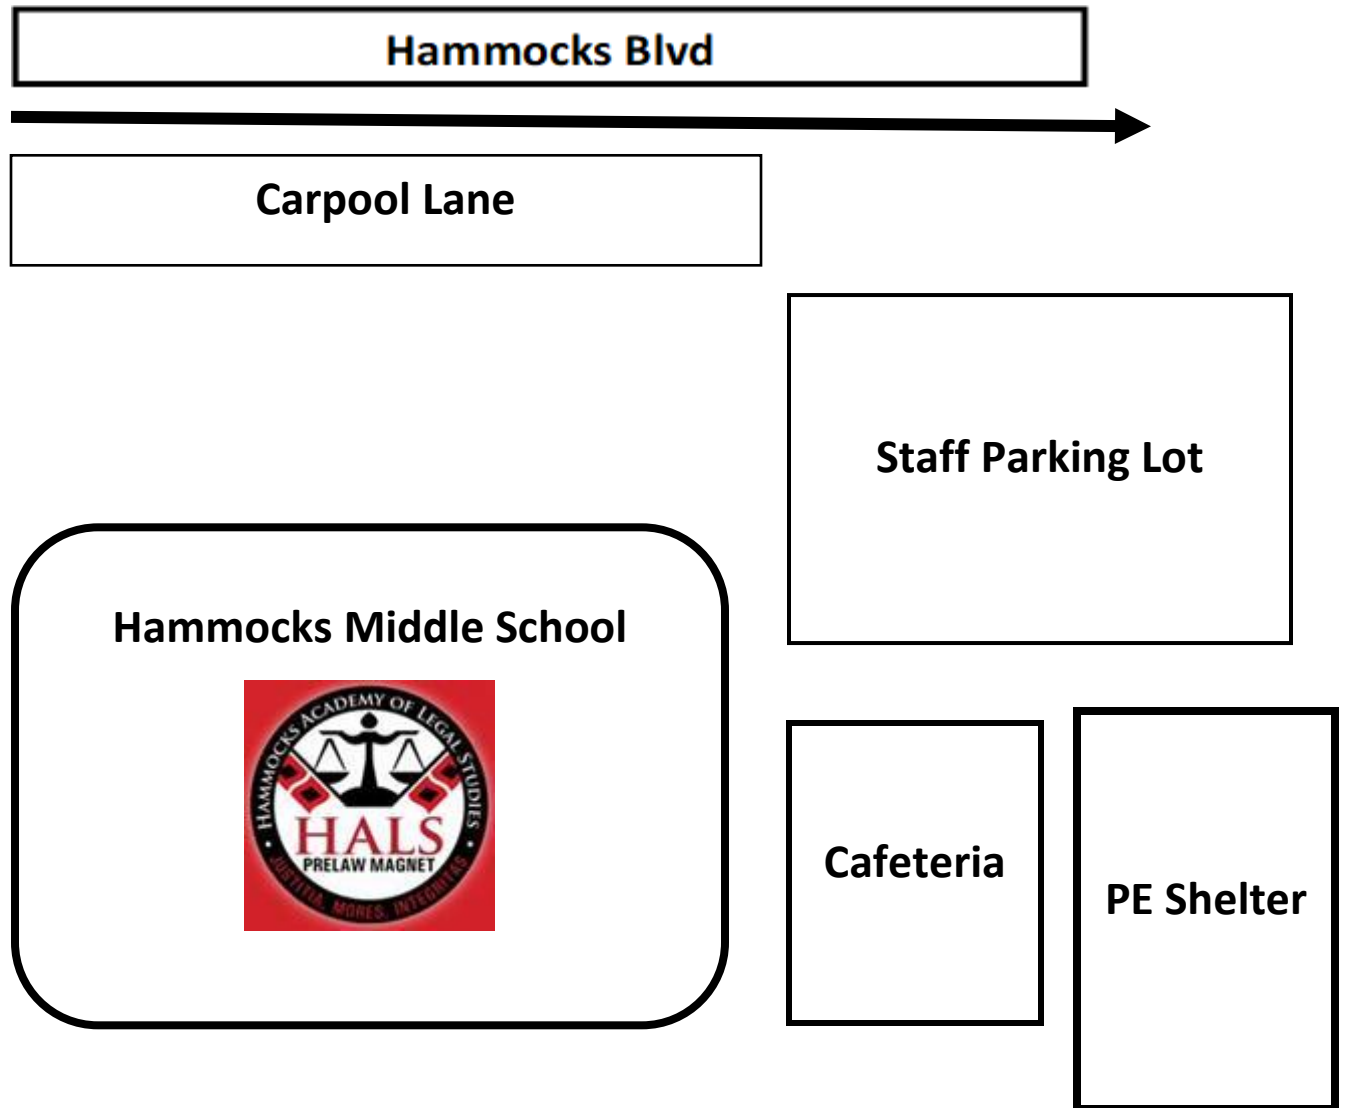 Hammocks Blvd
Carpool Lane
Staff Parking Lot
Hammocks Middle School
HAMMOCKS ACADEMY OF LEGAL STUDIES
HALS
PRELAW MAGNET
JUSTITIA, MORES, INTEGRITAS
Cafeteria
PE Shelter